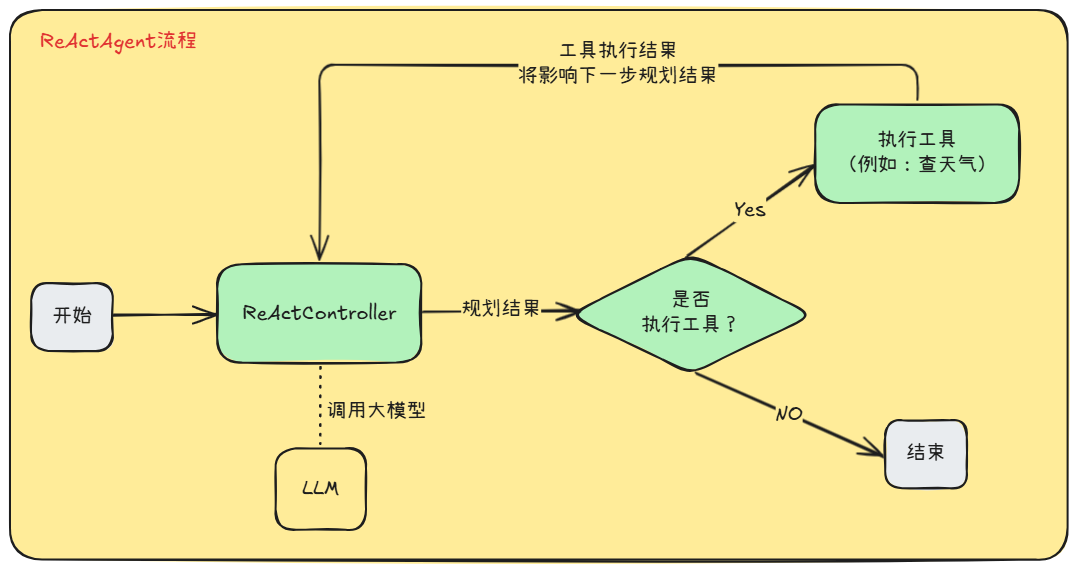 ReActAgent流程
工具执行结果
将影响下一步规划结果
执行工具
（例如：查天气）
Yes
开始
ReActController
规划结果
是否
执行工具？
调用大模型
NO
结束
LLM